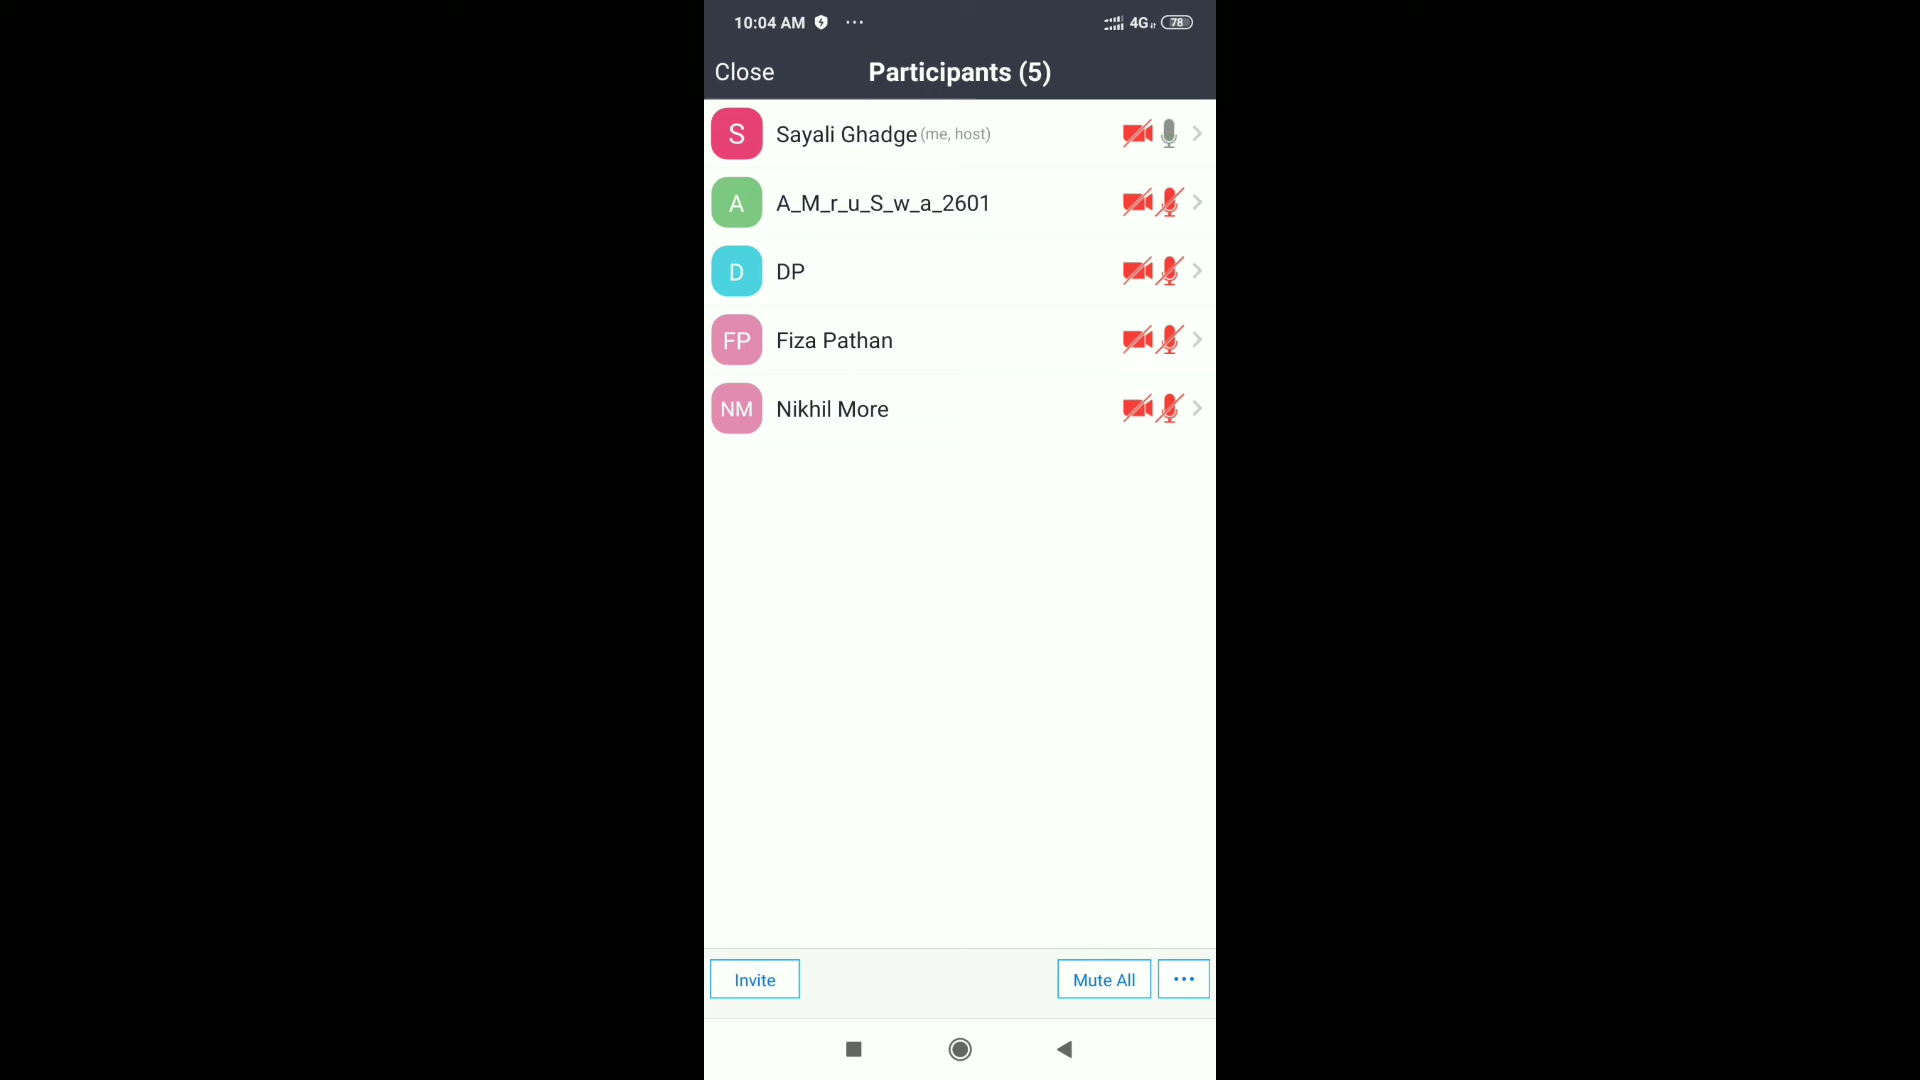 10:04 AM ... 4G 78
Close Participants (5)
S Sayali Ghadge (me, host)
A A_M_r_u_S_w_a_2601
D DP
FP Fiza Pathan
NM Nikhil More
Invite Mute All ...